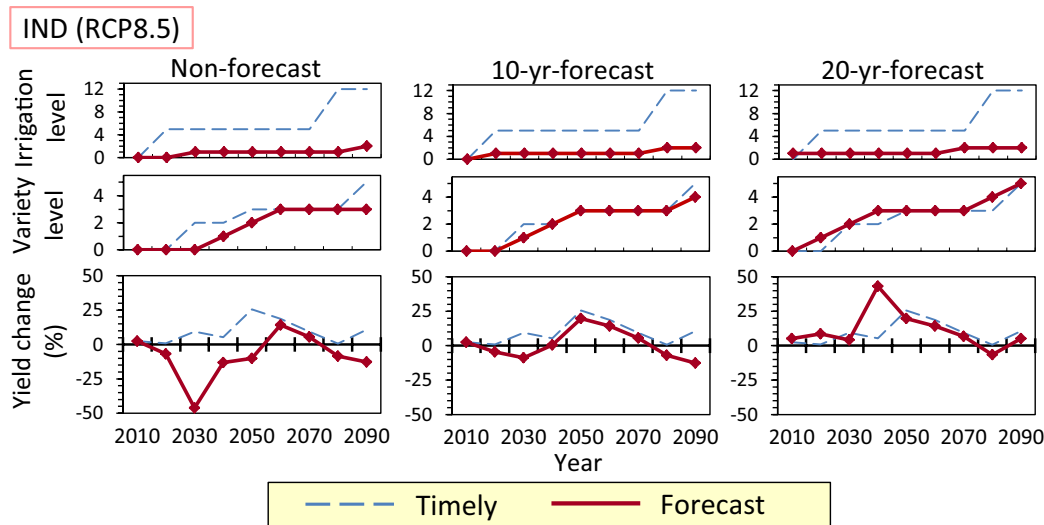 IND (RCP8.5)
Non-forecast 10-yr-forecast 20-yr-forecast
Irrigation level
12 12 12
8 8 8
4 4 4
0 0 0
Variety level
4 4 4
2 2 2
0 0 0
Yield change (%)
50 50 50
25 25 25
0 0 0
-25 -25 -25
-50 -50 -50
2010 2030 2050 2070 2090 2010 2030 2050 2070 2090 2010 2030 2050 2070 2090
Year
Timely Forecast